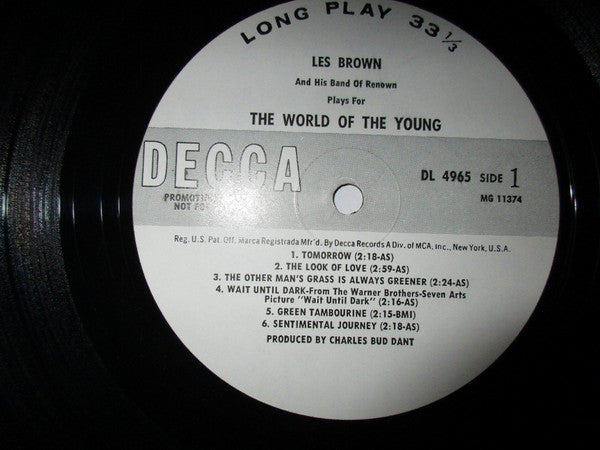 LONG PLAY 33 1/3
LES BROWN
And His Band Of Renown
Plays For
THE WORLD OF THE YOUNG
DECCA
DL 4965 SIDE 1
NOT FO
MG 11374
Reg. U.S. Pat. Off. Marca Registrada Mfr'd. By Decca Records A Div. of MCA, Inc., New York, U.S.A.
1. TOMORROW (2:18-AS)
2. THE LOOK OF LOVE (2:59-AS)
3. THE OTHER MAN'S GRASS IS ALWAYS GREENER (2:24-AS)
4. WAIT UNTIL DARK-From The Warner Brothers-Seven Arts
Picture "Wait Until Dark" (2:16-AS)
5. GREEN TAMBOURINE (2:15-BMI)
6. SENTIMENTAL JOURNEY (2:18-AS)
PRODUCED BY CHARLES BUD DANT